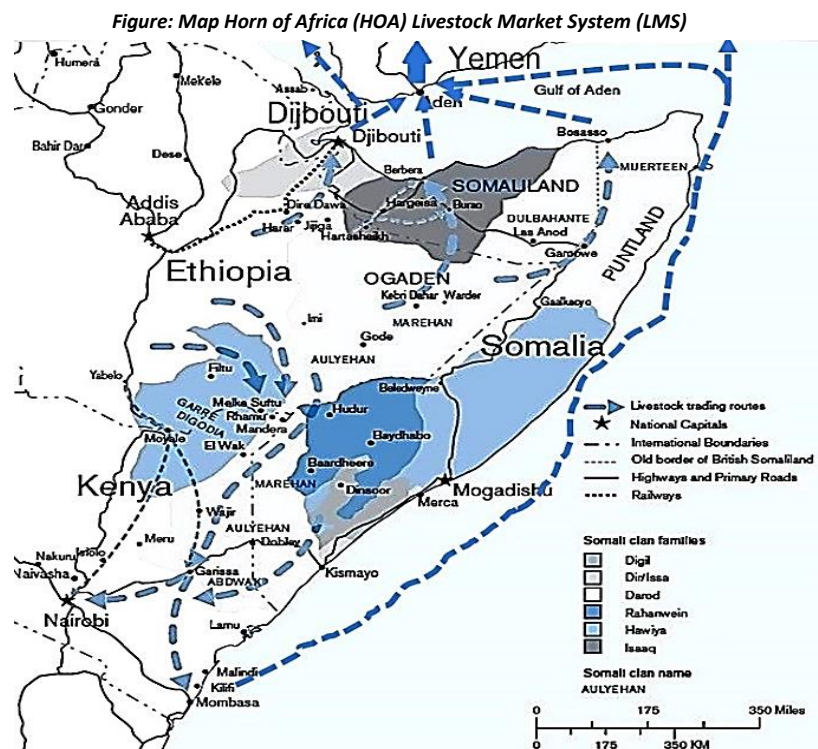 Figure: Map Horn of Africa (HOA) Livestock Market System (LMS)
Humera
Mekele
Assab
Yemen
Aden
Gulf of Aden
Gonder
Djibouti
Djibouti
Bosasso
Bahir Dar
Dese
Berbera
MIJERTEEN
SOMALILAND
Addis
Ababa
Dire Dawa
Hargeisa
Burao
DULBAHANTE
Las Anod
Harar
Jijiga
Hartasheikh
Garoowe
PUNTLAND
Ethiopia
OGADEN
Kebri Dahar
Warder
Gaalkacyo
Imi
MAREHAN
Gode
Somalia
AULYEHAN
Yabelo
Filtu
Beledweyne
Melka Suftu
GARRE
DIGODIA
Rhamu
Mandera
Hudur
Moyale
El Wak
Baydhabo
Kenya
MAREHAN
Baardheere
Dinsoor
Mogadishu
Merca
Wajir
AULYEHAN
Meru
Dobley
Nakuru
Isiolo
Naivasha
Garissa
ABDWAK
Kismayo
Nairobi
Lamu
Malindi
Kilifi
Mombasa
Livestock trading routes
National Capitals
International Boundaries
Old border of British Somaliland
Highways and Primary Roads
Railways
Somali clan families
Digil
Dir/Issa
Darod
Rahanwein
Hawiya
Isaaq
Somali clan name
AULYEHAN
0 175 350 Miles
0 175 350 KM